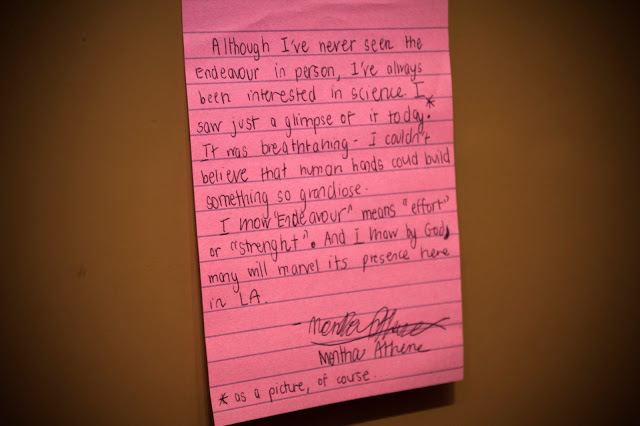 Although I've never seen the
Endeavour in person, I've always
been interested in science. I
saw just a glimpse of it today.*
It was breathtaking - I couldn't
believe that human hands could build
something so grandiose.
I know "Endeavour" means "effort"
or "strenght". And I know by God,
many will marvel its presence here
in LA.
Mentha Athene
* as a picture, of course.